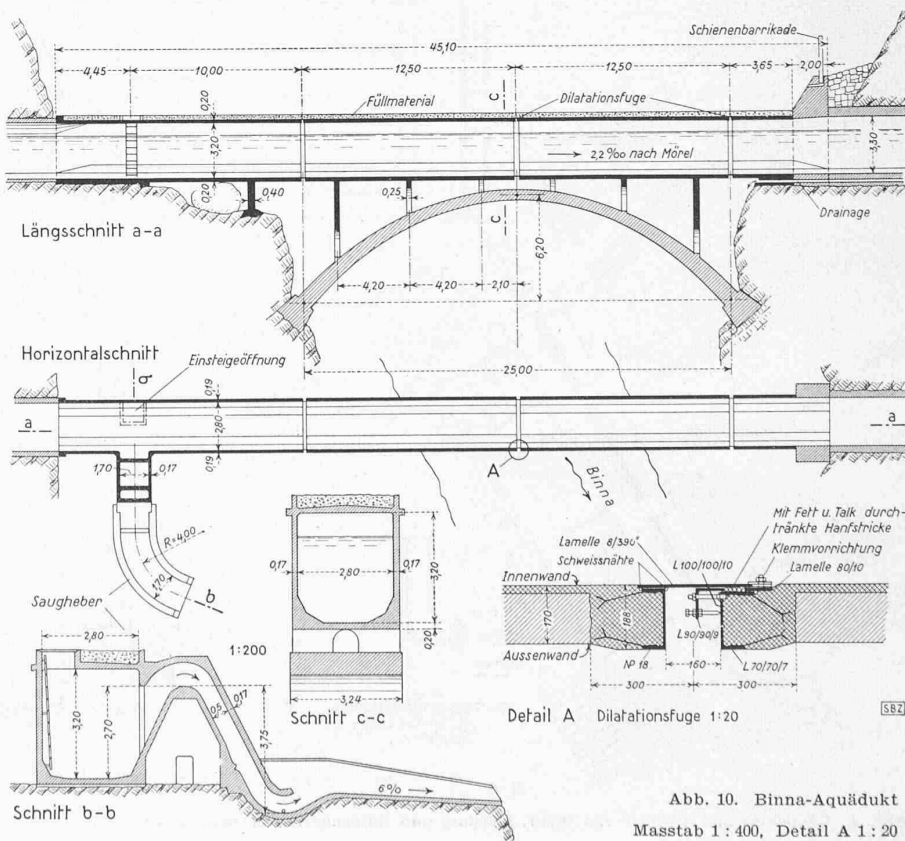 Schienenbarrikade
45,10
4,45
10,00
12,50
12,50
3,65
2,00
0,20
Füllmaterial
c
Dilatationsfuge
3,20
2,2‰ nach Mörel
3,30
0,20
0,40
0,25
c
Drainage
Längsschnitt a-a
6,20
4,20
4,20
2,10
Horizontalschnitt
Einsteigeöffnung
25,00
0,19
a
2,80
a
0,19
A
1,70
0,17
Binna
R=4,00
1,70
b
Saugheber
2,80
1:200
3,20
2,70
0,5
0,17
3,75
6%
Schnitt b-b
0,17
2,80
0,17
3,20
0,20
3,24
Schnitt c-c
Mit Fett u. Talk durch-
tränkte Hanfstricke
Lamelle 8/390
L 100/100/10
Klemmvorrichtung
Schweissnähte
Lamelle 80/10
Innenwand
170
188
L 90/90/9
Aussenwand
NP 18
160
L 70/70/7
300
300
Detail A Dilatationsfuge 1:20
SBZ
Abb. 10. Binna-Aquädukt
Masstab 1 : 400, Detail A 1 : 20